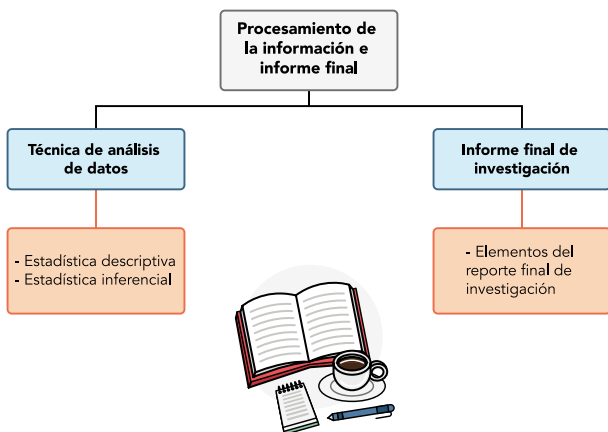 Procesamiento de
la información e
informe final
Técnica de análisis
de datos
Informe final de
investigación
- Estadística descriptiva
- Estadística inferencial
- Elementos del
reporte final de
investigación